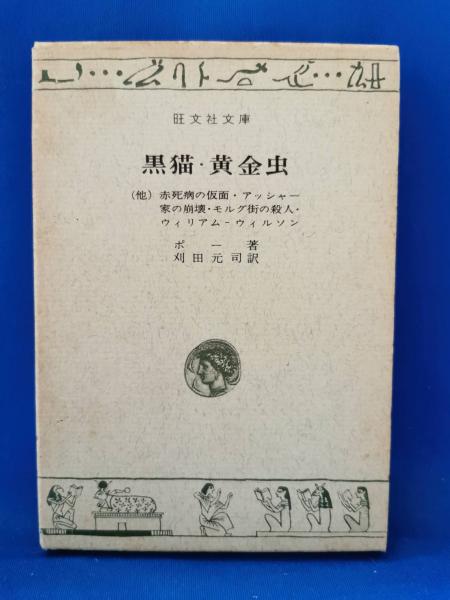 旺文社文庫
黒猫・黄金虫
(他) 赤死病の仮面・アッシャー
家の崩壊・モルグ街の殺人・
ウィリアム-ウィルソン
ポー著
刈田元司訳